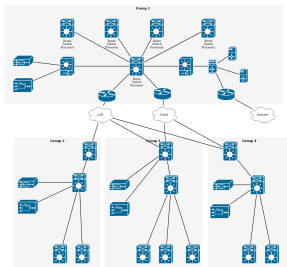 Group 1
Route
Switch
Processor
Route
Switch
Processor
Route
Switch
Processor
Route
Switch
Processor
Route
Switch
Processor
LAN
Cloud
Internet
Group 2
Group 3
Group 4